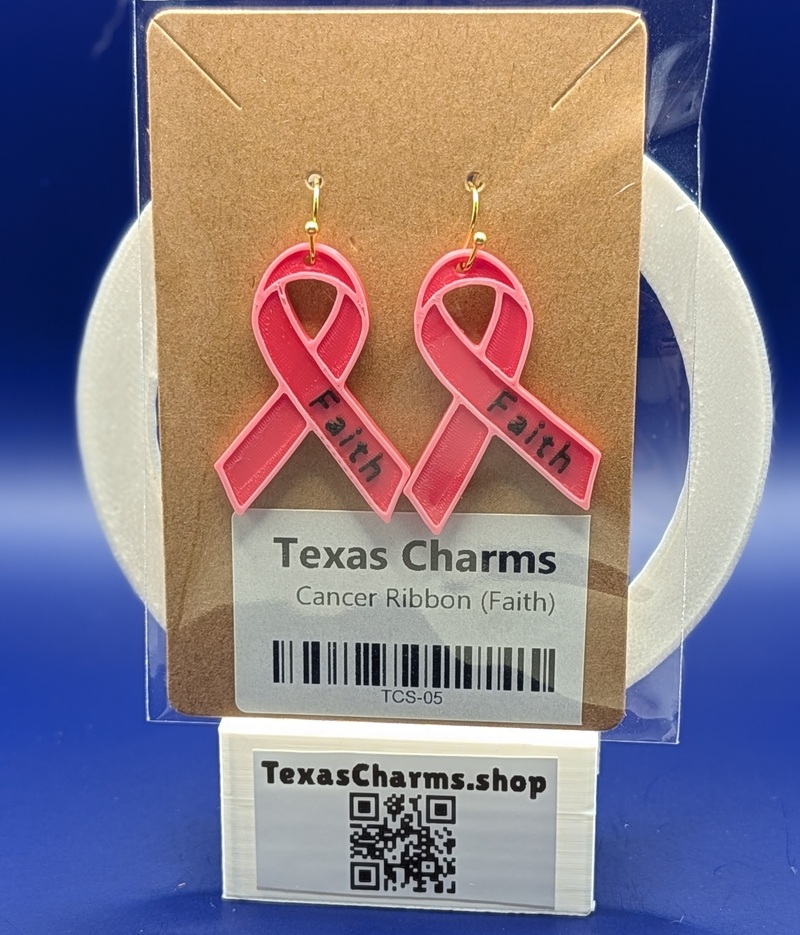 Faith
Faith
Texas Charms
Cancer Ribbon (Faith)
TCS-05
TexasCharms.shop